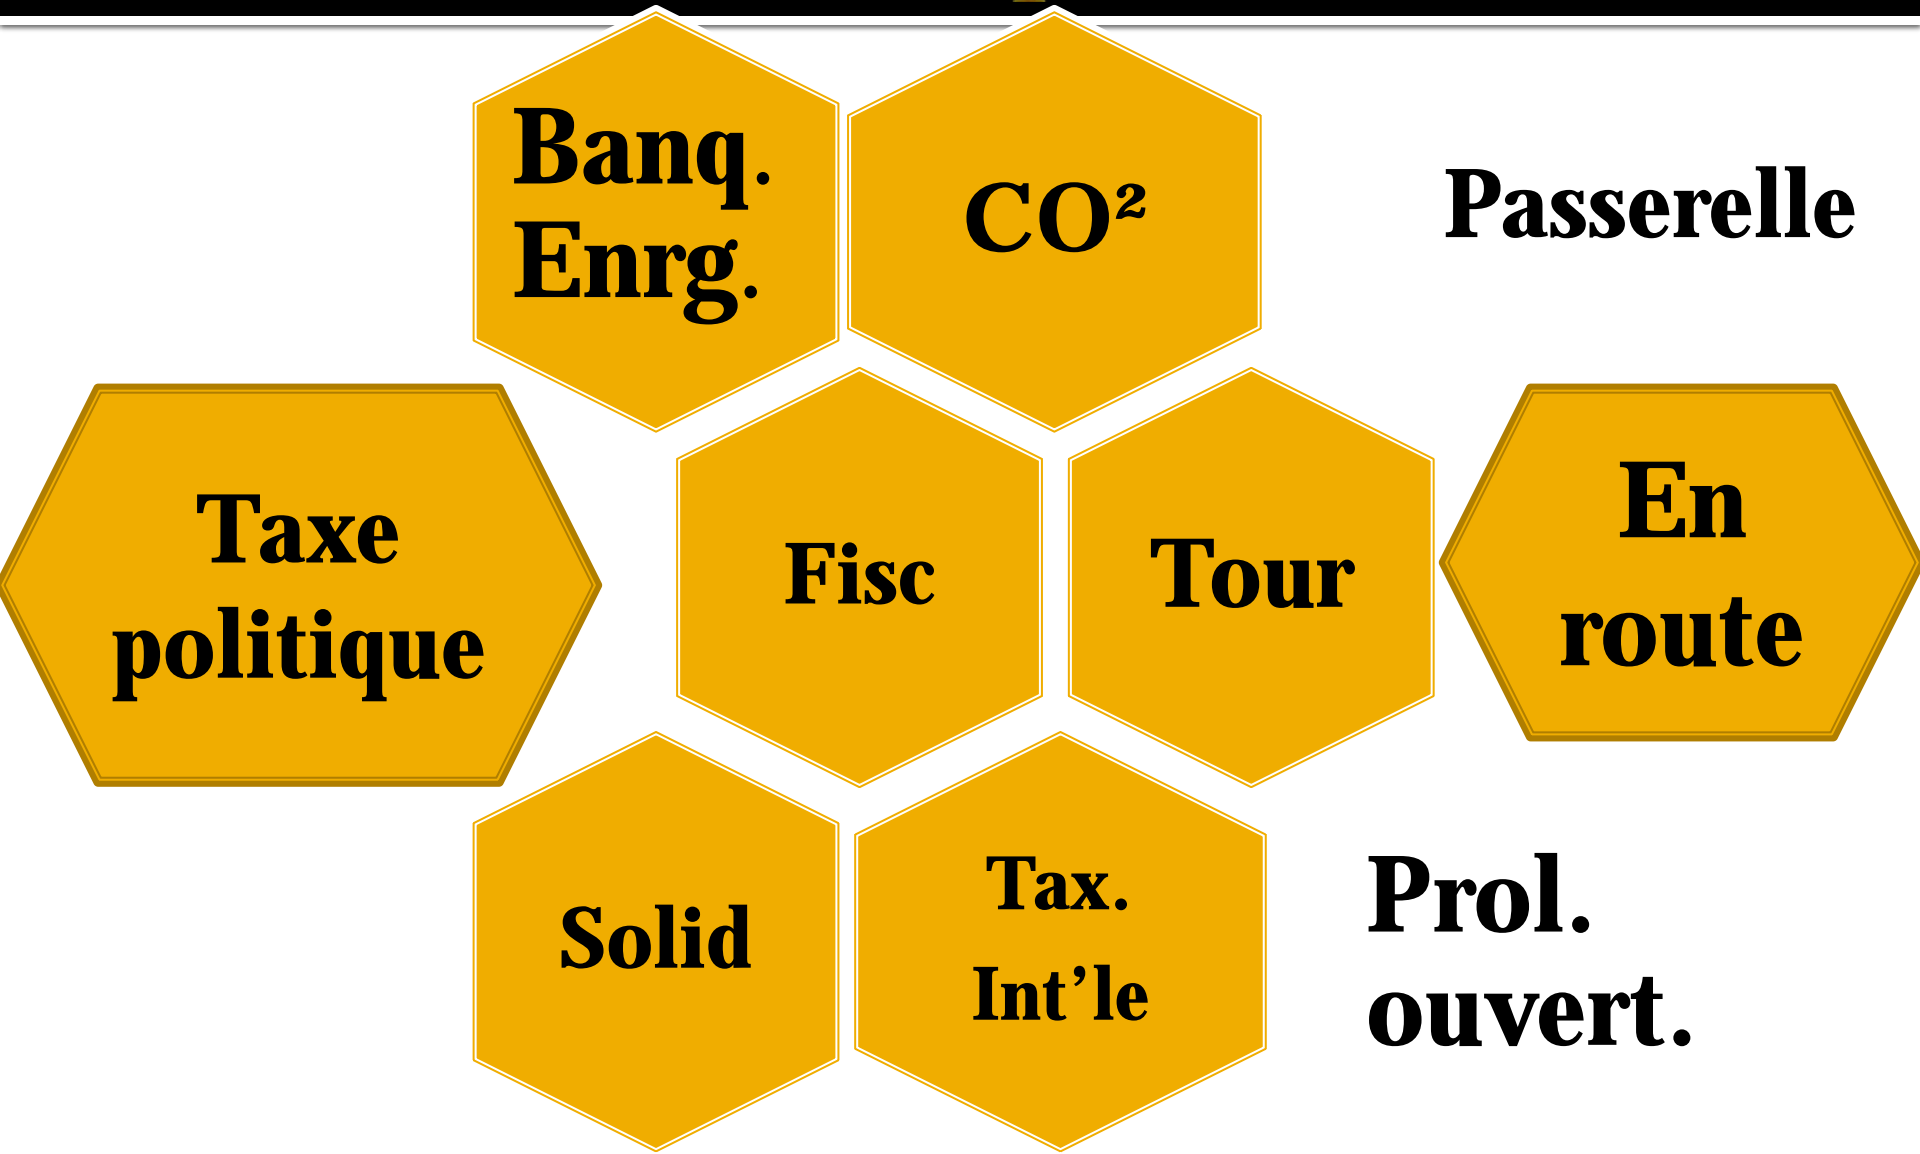 Banq.
Enrg.
CO²
Passerelle
Taxe
politique
Fisc
Tour
En
route
Solid
Tax.
Int’le
Prol.
ouvert.